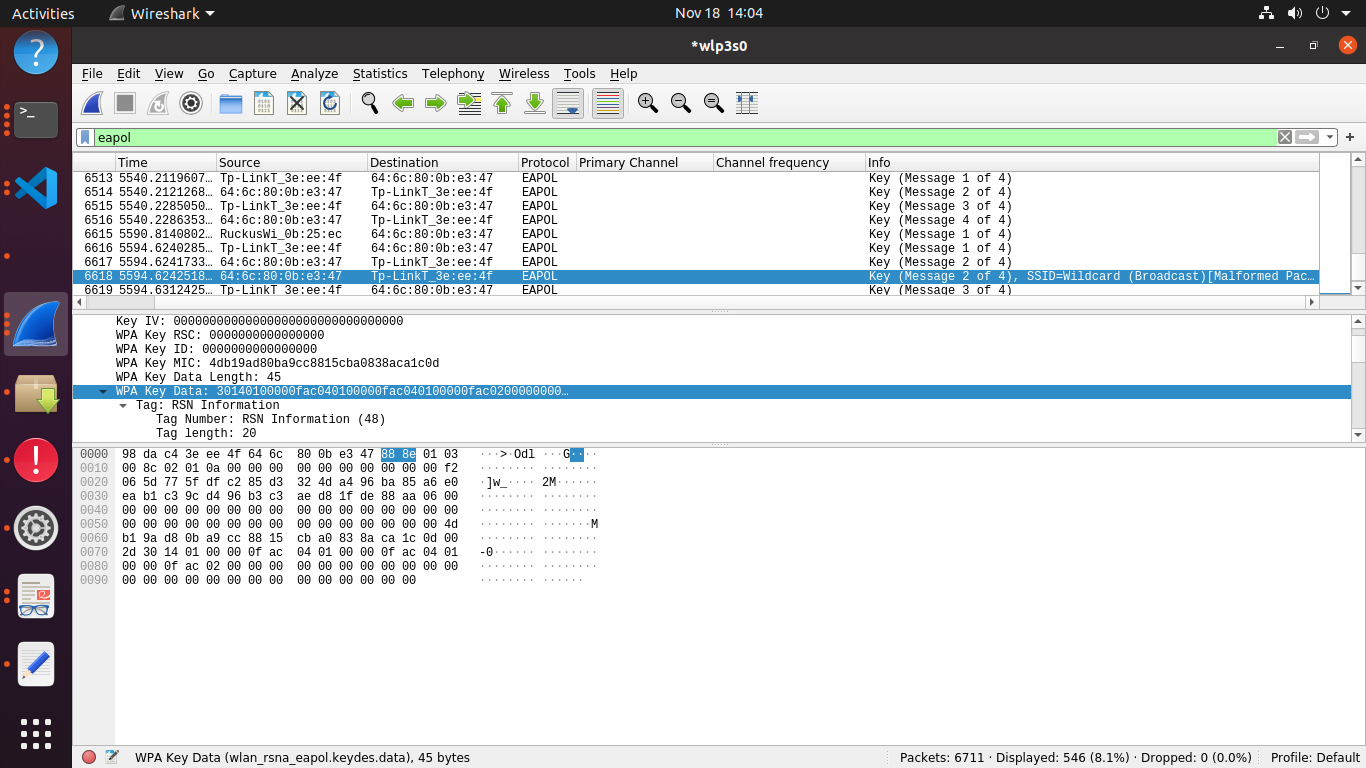 Activities Wireshark Nov 18 14:04
*wlp3s0
File Edit View Go Capture Analyze Statistics Telephony Wireless Tools Help
eapol
Time Source Destination Protocol Primary Channel Channel frequency Info
6513 5540.2119607… Tp-LinkT_3e:ee:4f 64:6c:80:0b:e3:47 EAPOL Key (Message 1 of 4)
6514 5540.2121268… 64:6c:80:0b:e3:47 Tp-LinkT_3e:ee:4f EAPOL Key (Message 2 of 4)
6515 5540.2285050… Tp-LinkT_3e:ee:4f 64:6c:80:0b:e3:47 EAPOL Key (Message 3 of 4)
6516 5540.2286353… 64:6c:80:0b:e3:47 Tp-LinkT_3e:ee:4f EAPOL Key (Message 4 of 4)
6615 5590.8140802… RuckusWi_0b:25:ec 64:6c:80:0b:e3:47 EAPOL Key (Message 1 of 4)
6616 5594.6240285… Tp-LinkT_3e:ee:4f 64:6c:80:0b:e3:47 EAPOL Key (Message 1 of 4)
6617 5594.6241733… 64:6c:80:0b:e3:47 Tp-LinkT_3e:ee:4f EAPOL Key (Message 2 of 4)
6618 5594.6242518… 64:6c:80:0b:e3:47 Tp-LinkT_3e:ee:4f EAPOL Key (Message 2 of 4), SSID=Wildcard (Broadcast)[Malformed Pac…
6619 5594.6312425… Tp-LinkT_3e:ee:4f 64:6c:80:0b:e3:47 EAPOL Key (Message 3 of 4)
Key IV: 00000000000000000000000000000000
WPA Key RSC: 0000000000000000
WPA Key ID: 0000000000000000
WPA Key MIC: 4db19ad80ba9cc8815cba0838aca1c0d
WPA Key Data Length: 45
WPA Key Data: 30140100000fac040100000fac040100000fac0200000000…
Tag: RSN Information
Tag Number: RSN Information (48)
Tag length: 20
0000 98 da c4 3e ee 4f 64 6c 80 0b e3 47 88 8e 01 03 ···>·Odl ···G····
0010 00 8c 02 01 0a 00 00 00 00 00 00 00 00 00 00 f2 ········ ········
0020 06 5d 77 5f df c2 85 d3 32 4d a4 96 ba 85 a6 e0 ·]w_···· 2M······
0030 ea b1 c3 9c d4 96 b3 c3 ae d8 1f de 88 aa 06 00 ········ ········
0040 00 00 00 00 00 00 00 00 00 00 00 00 00 00 00 00 ········ ········
0050 00 00 00 00 00 00 00 00 00 00 00 00 00 00 00 4d ········ ·······M
0060 b1 9a d8 0b a9 cc 88 15 cb a0 83 8a ca 1c 0d 00 ········ ········
0070 2d 30 14 01 00 00 0f ac 04 01 00 00 0f ac 04 01 -0······ ········
0080 00 00 0f ac 02 00 00 00 00 00 00 00 00 00 00 00 ········ ········
0090 00 00 00 00 00 00 00 00 00 00 00 00 00 00 ········ ······
WPA Key Data (wlan_rsna_eapol.keydes.data), 45 bytes Packets: 6711 · Displayed: 546 (8.1%) · Dropped: 0 (0.0%) Profile: Default